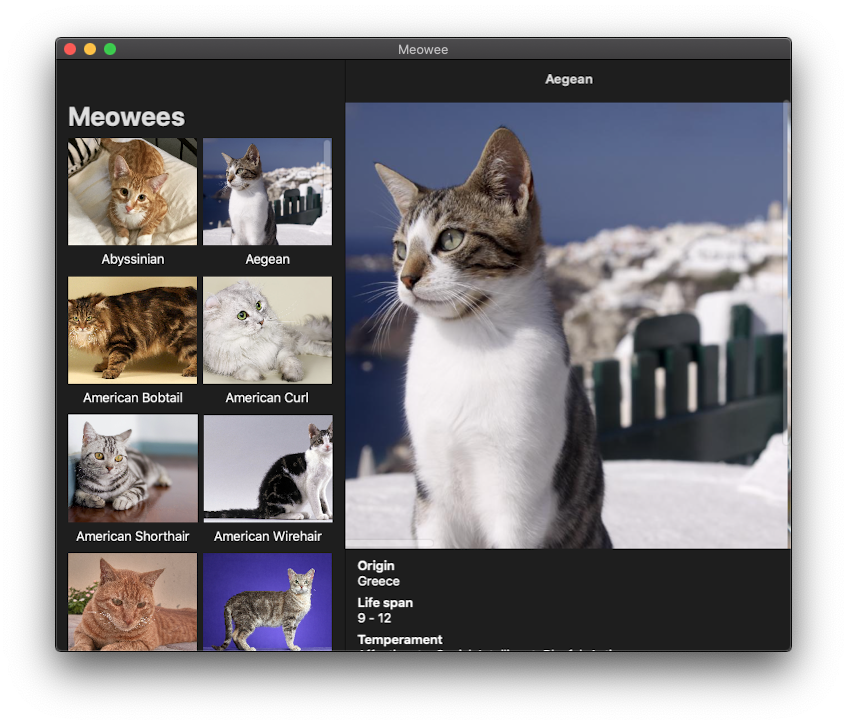 Meowee
Meowees
Abyssinian
Aegean
American Bobtail
American Curl
American Shorthair
American Wirehair
Aegean
Origin
Greece
Life span
9 - 12
Temperament